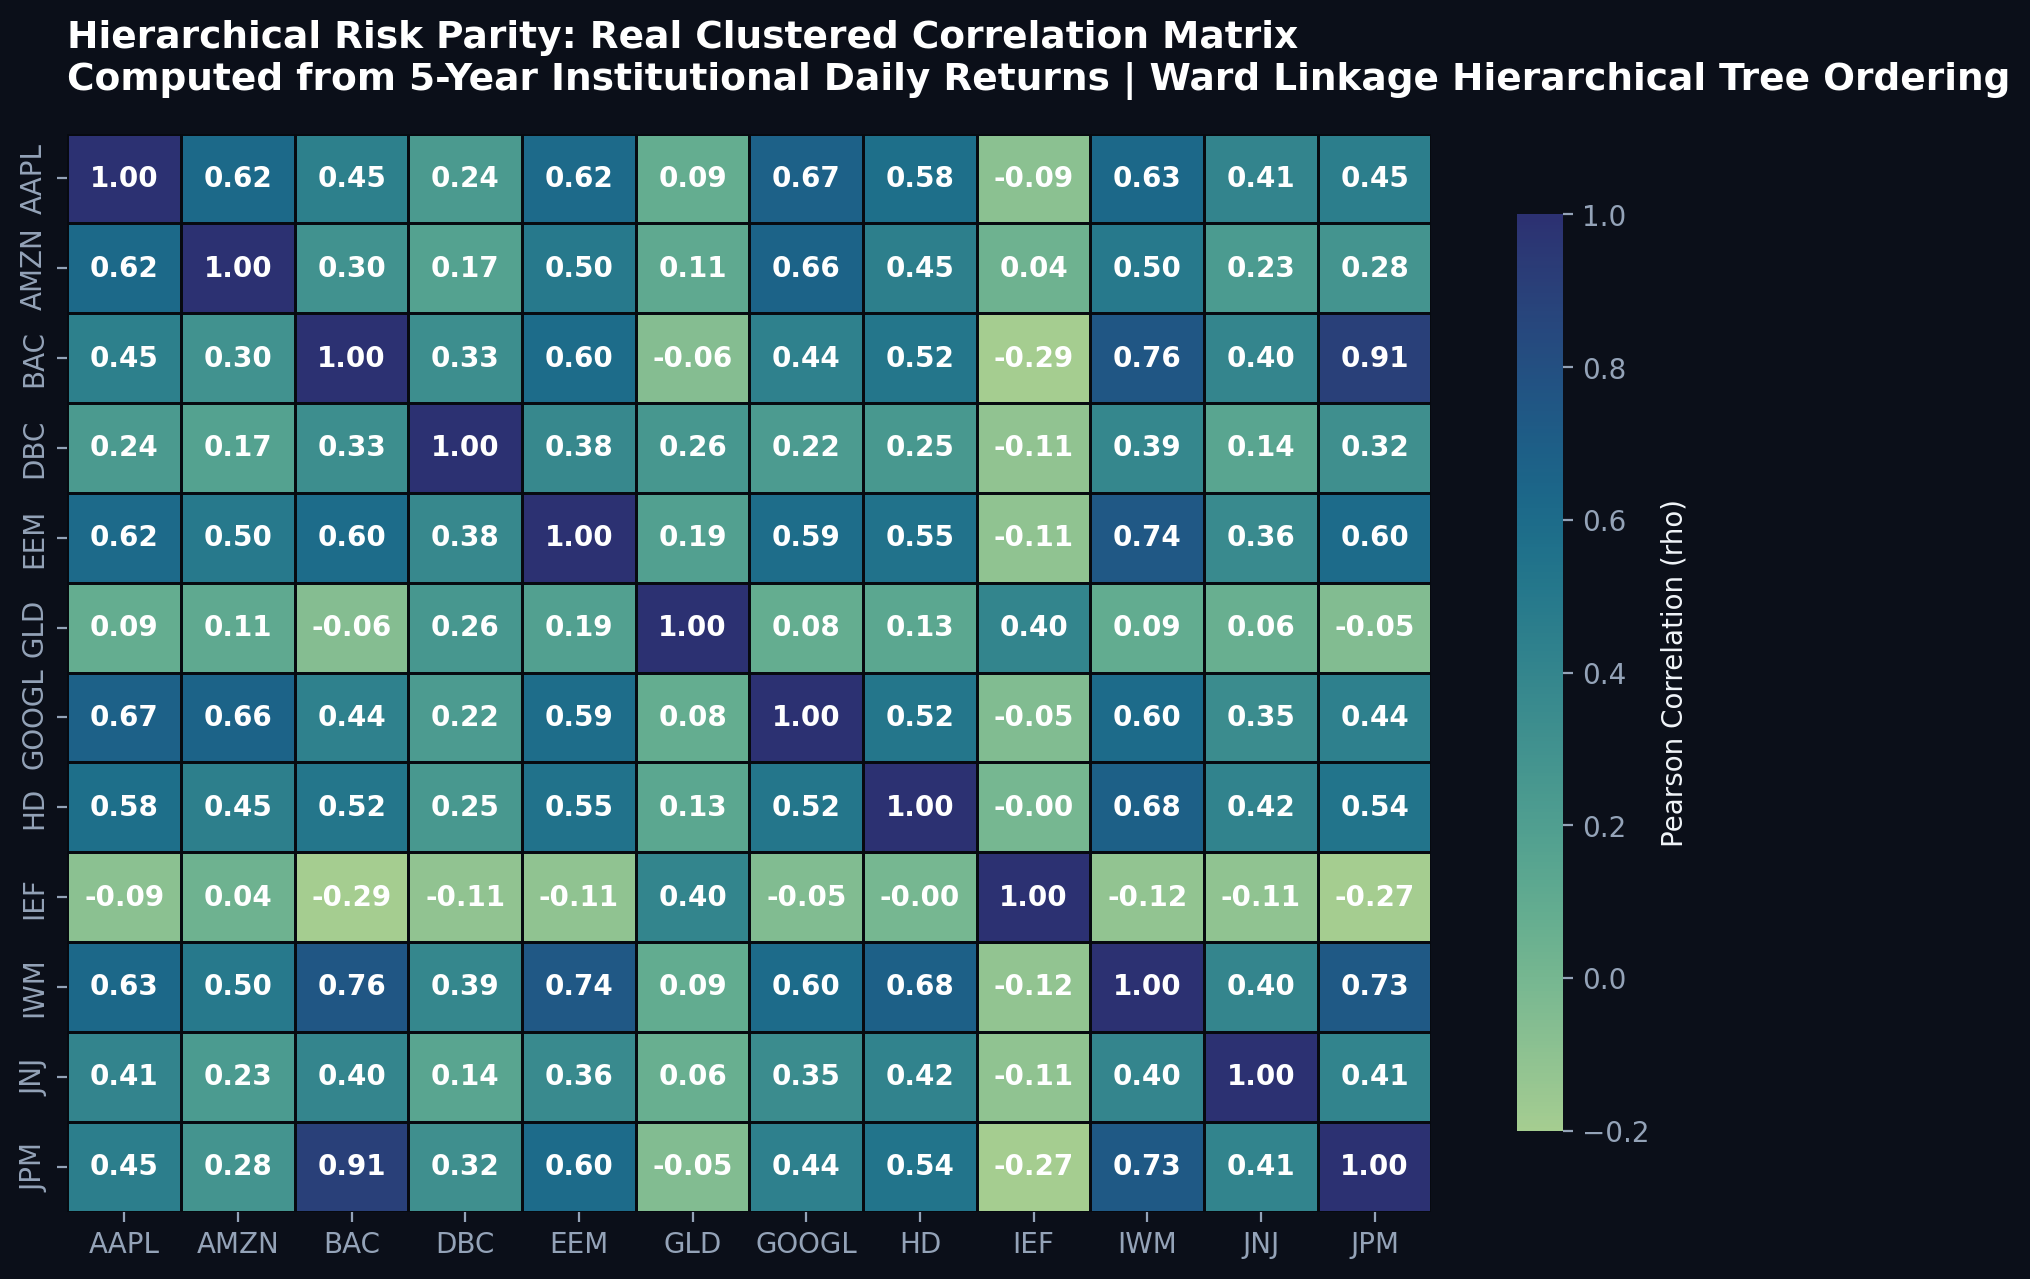 Hierarchical Risk Parity: Real Clustered Correlation Matrix
Computed from 5-Year Institutional Daily Returns | Ward Linkage Hierarchical Tree Ordering
AAPL 1.00 0.62 0.45 0.24 0.62 0.09 0.67 0.58 -0.09 0.63 0.41 0.45
AMZN 0.62 1.00 0.30 0.17 0.50 0.11 0.66 0.45 0.04 0.50 0.23 0.28
BAC 0.45 0.30 1.00 0.33 0.60 -0.06 0.44 0.52 -0.29 0.76 0.40 0.91
DBC 0.24 0.17 0.33 1.00 0.38 0.26 0.22 0.25 -0.11 0.39 0.14 0.32
EEM 0.62 0.50 0.60 0.38 1.00 0.19 0.59 0.55 -0.11 0.74 0.36 0.60
GLD 0.09 0.11 -0.06 0.26 0.19 1.00 0.08 0.13 0.40 0.09 0.06 -0.05
GOOGL 0.67 0.66 0.44 0.22 0.59 0.08 1.00 0.52 -0.05 0.60 0.35 0.44
HD 0.58 0.45 0.52 0.25 0.55 0.13 0.52 1.00 -0.00 0.68 0.42 0.54
IEF -0.09 0.04 -0.29 -0.11 -0.11 0.40 -0.05 -0.00 1.00 -0.12 -0.11 -0.27
IWM 0.63 0.50 0.76 0.39 0.74 0.09 0.60 0.68 -0.12 1.00 0.40 0.73
JNJ 0.41 0.23 0.40 0.14 0.36 0.06 0.35 0.42 -0.11 0.40 1.00 0.41
JPM 0.45 0.28 0.91 0.32 0.60 -0.05 0.44 0.54 -0.27 0.73 0.41 1.00
AAPL AMZN BAC DBC EEM GLD GOOGL HD IEF IWM JNJ JPM
1.0
0.8
0.6
0.4
0.2
0.0
−0.2
Pearson Correlation (rho)